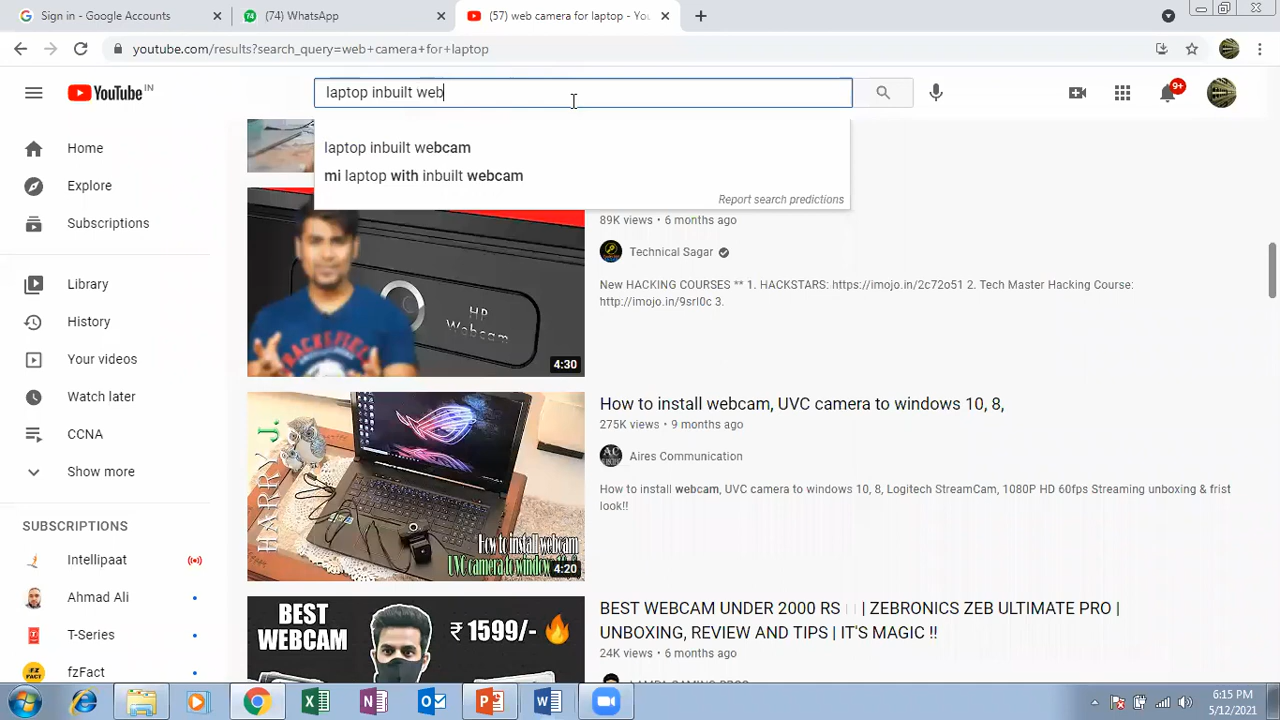 Sign in - Google Accounts
(74) WhatsApp
(57) web camera for laptop - Yo
youtube.com/results?search_query=web+camera+for+laptop
YouTube IN
laptop inbuilt web
9+
laptop inbuilt webcam
mi laptop with inbuilt webcam
Report search predictions
Home
Explore
Subscriptions
Library
History
Your videos
Watch later
CCNA
Show more
SUBSCRIPTIONS
Intellipaat
Ahmad Ali
T-Series
fzFact
HP
Webcam
4:30
89K views • 6 months ago
Technical Sagar
New HACKING COURSES ** 1. HACKSTARS: https://imojo.in/2c72o51 2. Tech Master Hacking Course:
http://imojo.in/9srl0c 3.
HARRY J.
How to install webcam
UVC camera to window
4:20
How to install webcam, UVC camera to windows 10, 8,
275K views • 9 months ago
Aires Communication
How to install webcam, UVC camera to windows 10, 8, Logitech StreamCam, 1080P HD 60fps Streaming unboxing & frist
look!!
BEST
WEBCAM
₹ 1599/-
BEST WEBCAM UNDER 2000 RS | ZEBRONICS ZEB ULTIMATE PRO |
UNBOXING, REVIEW AND TIPS | IT'S MAGIC !!
24K views • 6 months ago
6:15 PM
5/12/2021